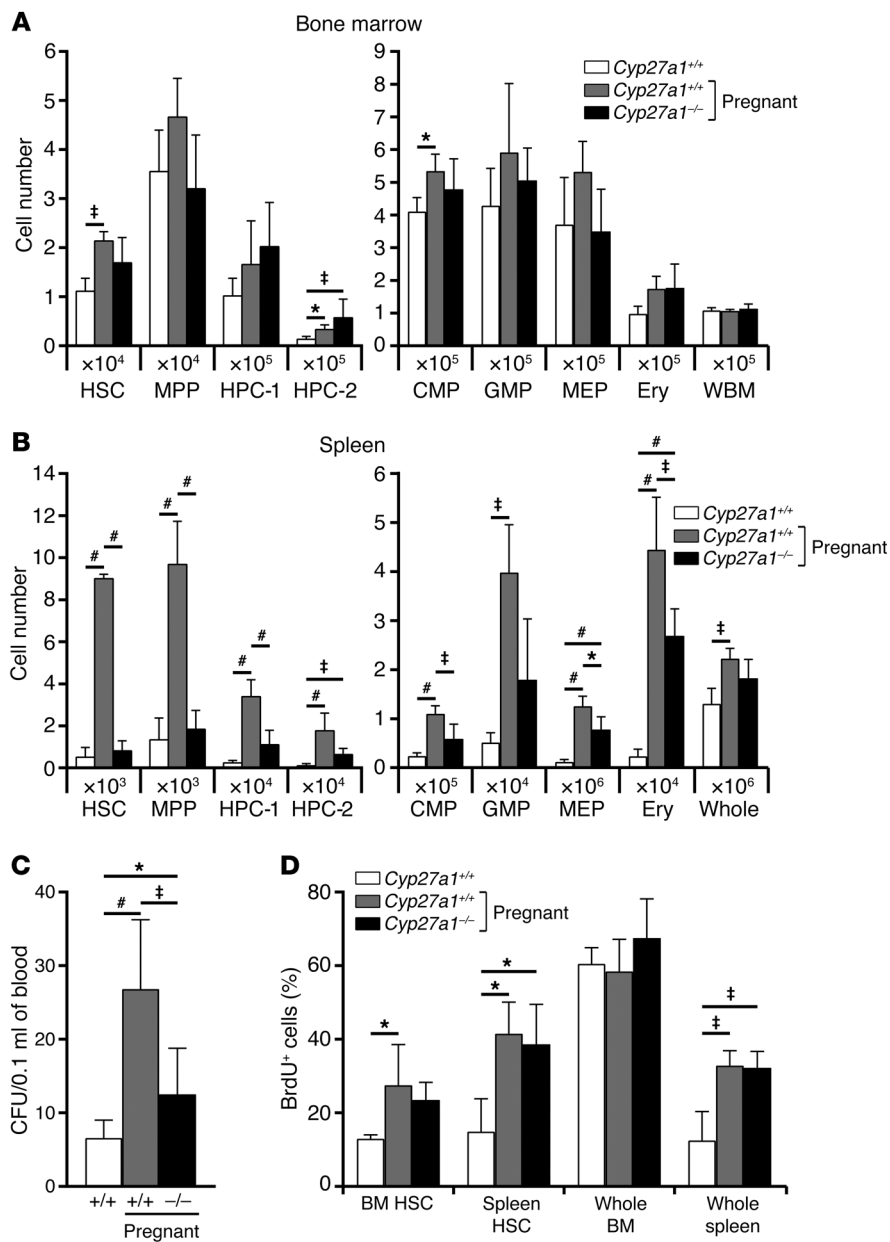 A
Bone marrow
Cell number
6
5
4
3
2
1
0
‡
*
‡
×10⁴ ×10⁴ ×10⁵ ×10⁵
HSC MPP HPC-1 HPC-2
9
8
7
6
5
4
3
2
1
0
*
Cyp27a1+/+
Cyp27a1+/+
Cyp27a1–/–
Pregnant
×10⁵ ×10⁵ ×10⁵ ×10⁵ ×10⁵
CMP GMP MEP Ery WBM
B
Spleen
Cell number
14
12
10
8
6
4
2
0
# # # # # # # ‡
×10³ ×10³ ×10⁴ ×10⁴
HSC MPP HPC-1 HPC-2
6
5
4
3
2
1
0
# ‡ ‡ # # * # # ‡ ‡
Cyp27a1+/+
Cyp27a1+/+
Cyp27a1–/–
Pregnant
×10⁵ ×10⁴ ×10⁶ ×10⁴ ×10⁶
CMP GMP MEP Ery Whole
C
CFU/0.1 ml of blood
40
30
20
10
0
*
# ‡
+/+ +/+ –/–
Pregnant
D
Cyp27a1+/+
Cyp27a1+/+
Cyp27a1–/–
Pregnant
BrdU⁺ cells (%)
80
60
40
20
0
* * * ‡ ‡
BM HSC Spleen Whole Whole
HSC BM spleen